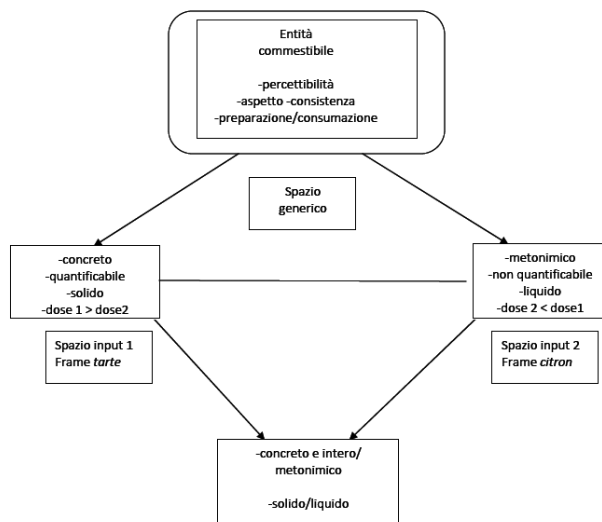 Entità
commestibile
-percettibilità
-aspetto -consistenza
-preparazione/consumazione
Spazio
generico
-concreto
-quantificabile
-solido
-dose 1 > dose2
-metonimico
-non quantificabile
-liquido
-dose 2 < dose1
Spazio input 1
Frame tarte
Spazio input 2
Frame citron
-concreto e intero/
metonimico
-solido/liquido